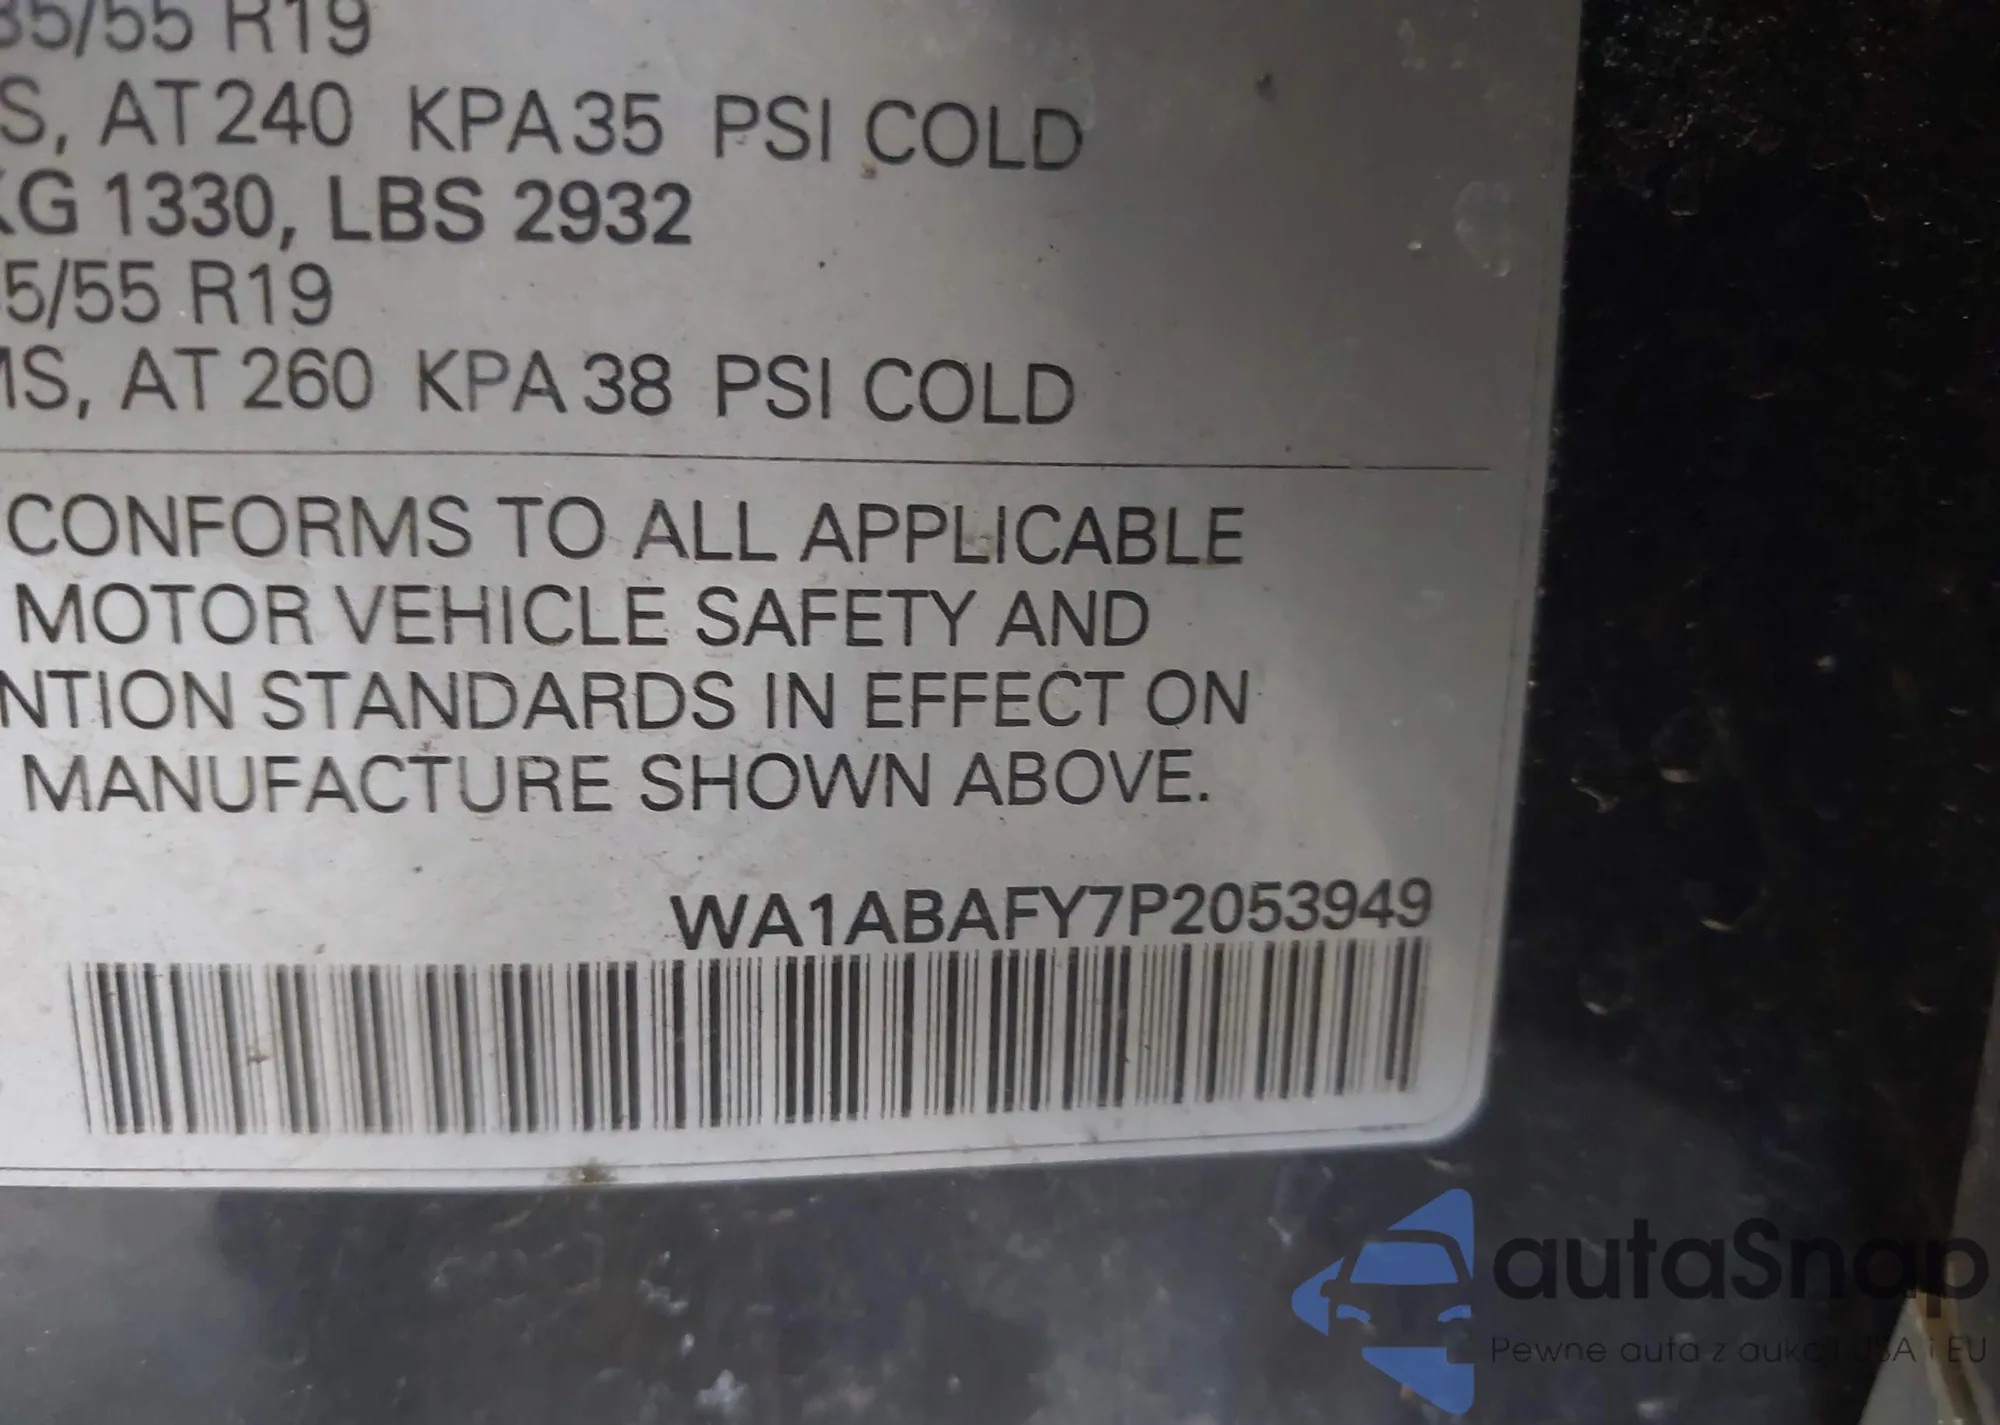 35/55 R19
S, AT 240 KPA 35 PSI COLD
KG 1330, LBS 2932
5/55 R19
MS, AT 260 KPA 38 PSI COLD
CONFORMS TO ALL APPLICABLE
MOTOR VEHICLE SAFETY AND
NTION STANDARDS IN EFFECT ON
MANUFACTURE SHOWN ABOVE.
WA1ABAFY7P2053949
autaSnap
Pewne auta z aukcji USA i EU